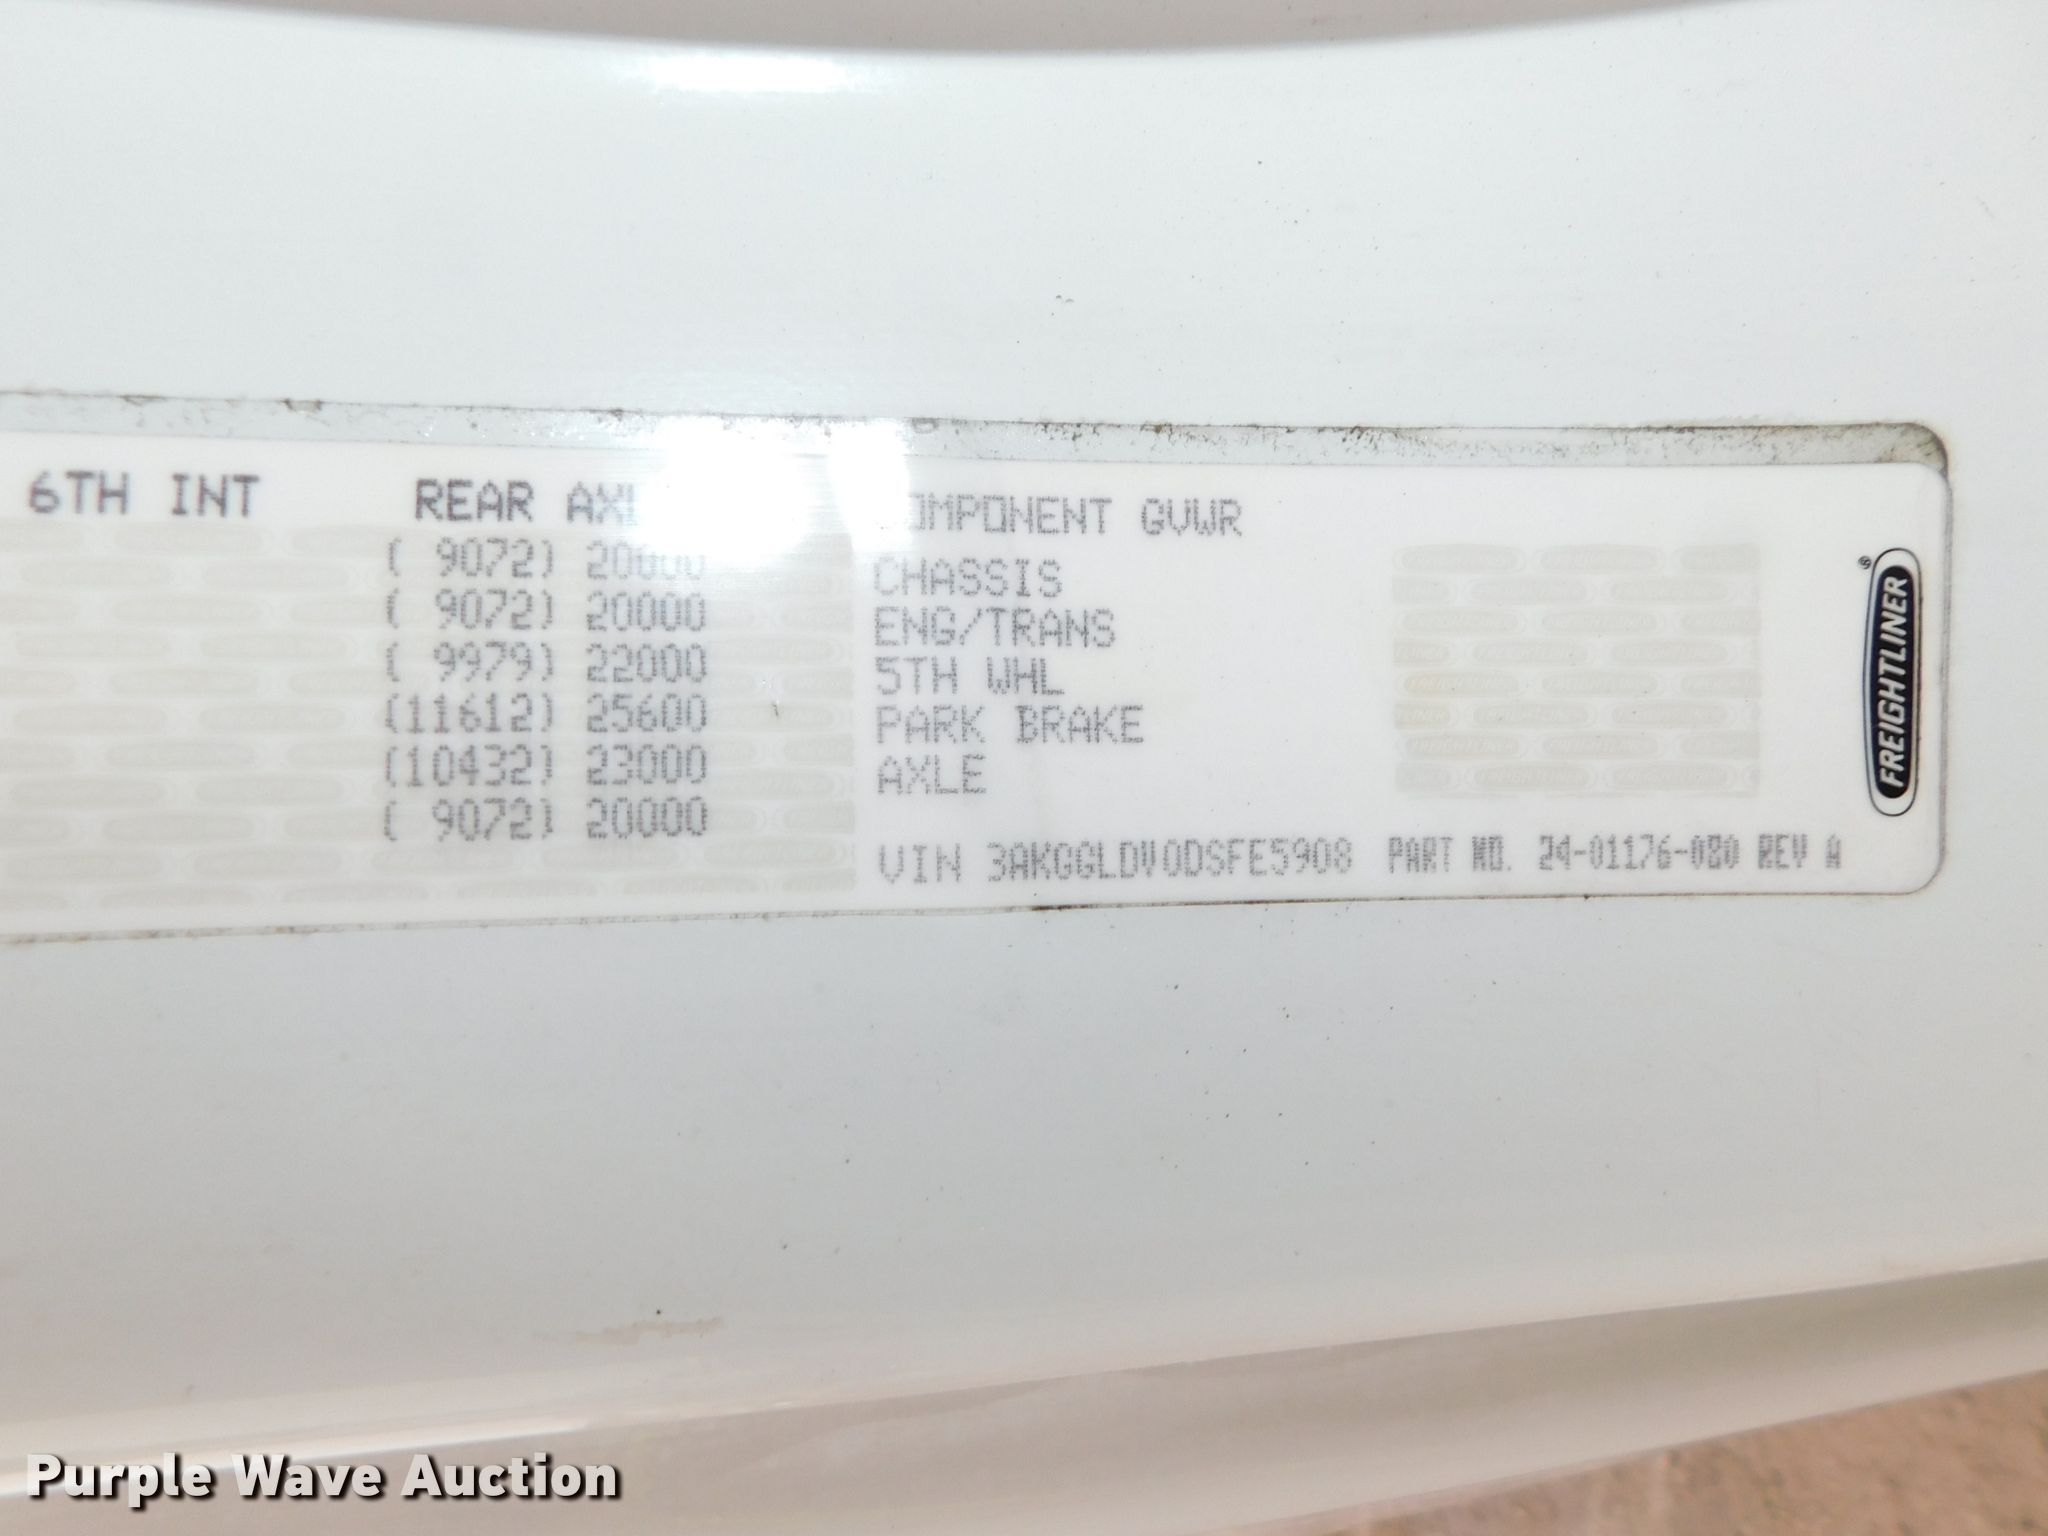 6TH INT REAR AXL
( 9072) 20000
( 9072) 20000
( 9979) 22000
(11612) 25600
(10432) 23000
( 9072) 20000
COMPONENT GVWR
CHASSIS
ENG/TRANS
5TH WHL
PARK BRAKE
AXLE
VIN 3AKGGLDV0DSFE5908 PART NO. 24-01176-080 REV A
FREIGHTLINER®
Purple Wave Auction